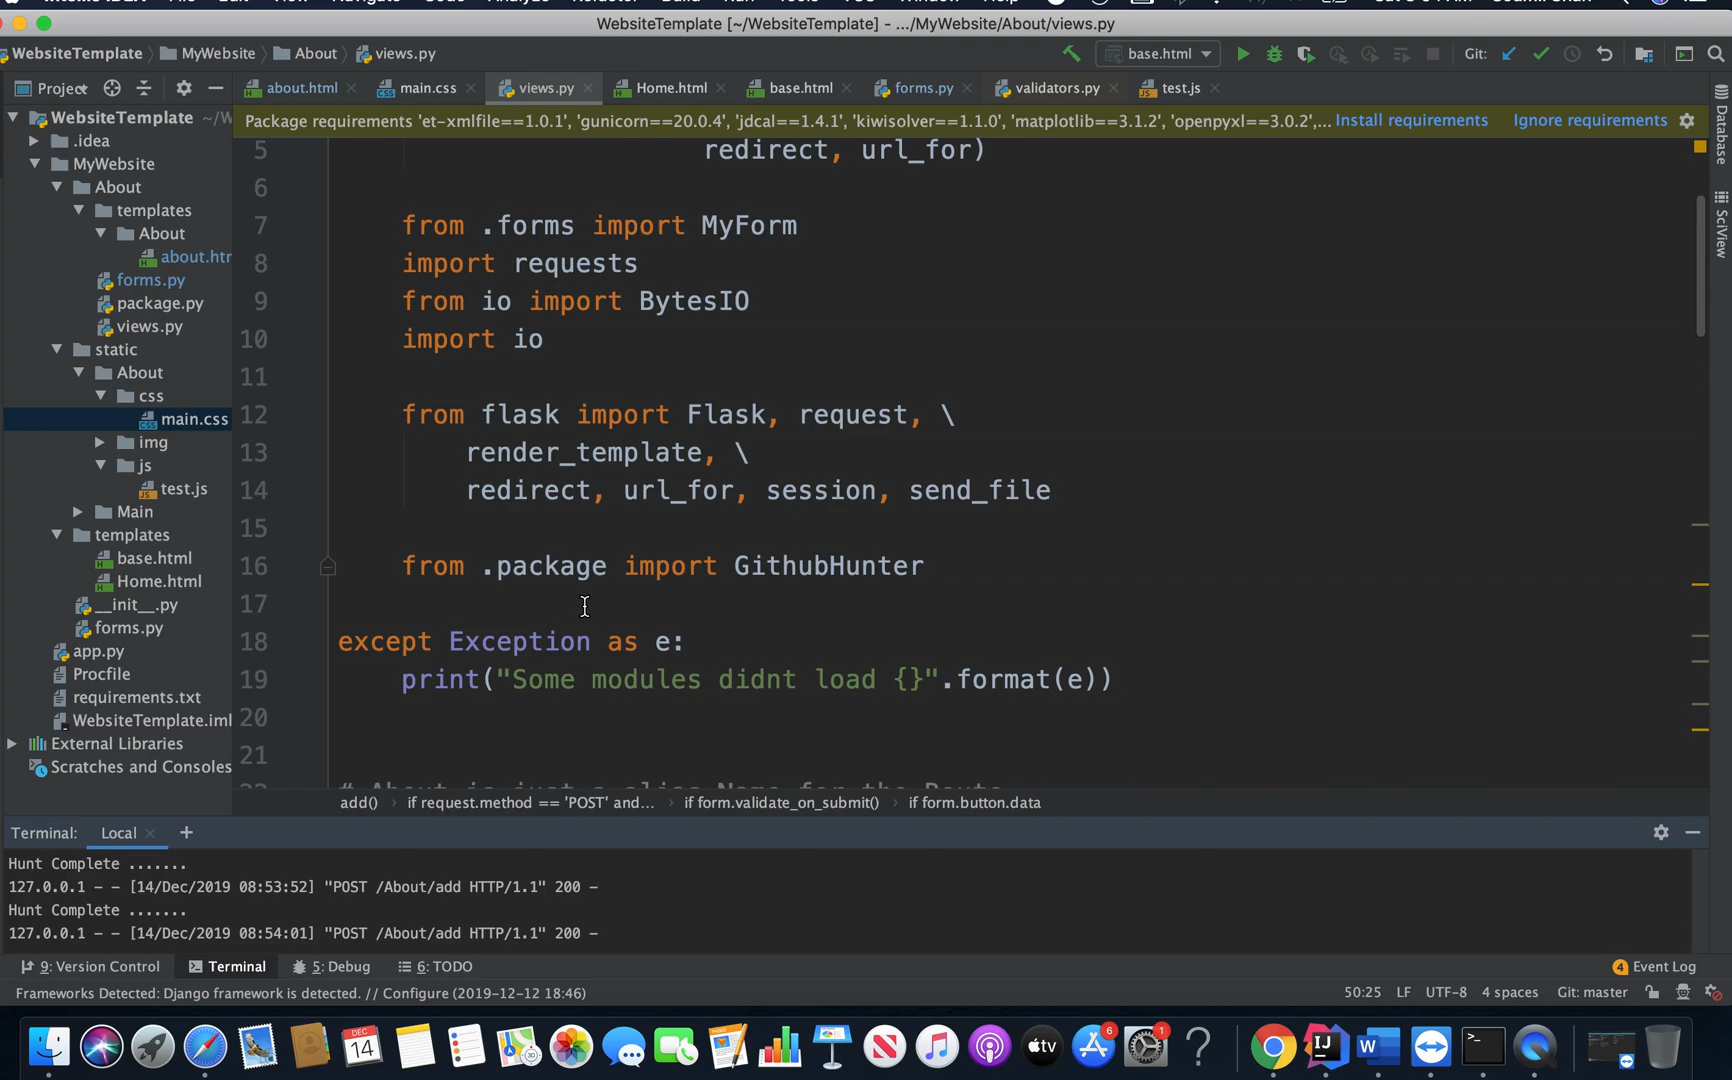 WebsiteTemplate [~/WebsiteTemplate] - .../MyWebsite/About/views.py
WebsiteTemplate MyWebsite About views.py base.html Git:
Project about.html main.css views.py Home.html base.html forms.py validators.py test.js
Package requirements 'et-xmlfile==1.0.1', 'gunicorn==20.0.4', 'jdcal==1.4.1', 'kiwisolver==1.1.0', 'matplotlib==3.1.2', 'openpyxl==3.0.2',... Install requirements Ignore requirements
WebsiteTemplate ~/W
.idea
MyWebsite
About
templates
About
about.htr
forms.py
package.py
views.py
static
About
css
main.css
img
js
test.js
Main
templates
base.html
Home.html
__init__.py
forms.py
app.py
Procfile
requirements.txt
WebsiteTemplate.iml
External Libraries
Scratches and Consoles
5 redirect, url_for)
6
7 from .forms import MyForm
8 import requests
9 from io import BytesIO
10 import io
11
12 from flask import Flask, request, \
13 render_template, \
14 redirect, url_for, session, send_file
15
16 from .package import GithubHunter
17
18 except Exception as e:
19 print("Some modules didnt load {}".format(e))
20
21
Database
SciView
add() › if request.method == 'POST' and... › if form.validate_on_submit() › if form.button.data
Terminal: Local +
Hunt Complete .......
127.0.0.1 - - [14/Dec/2019 08:53:52] "POST /About/add HTTP/1.1" 200 -
Hunt Complete .......
127.0.0.1 - - [14/Dec/2019 08:54:01] "POST /About/add HTTP/1.1" 200 -
9: Version Control Terminal 5: Debug 6: TODO 4 Event Log
Frameworks Detected: Django framework is detected. // Configure (2019-12-12 18:46) 50:25 LF UTF-8 4 spaces Git: master
DEC
14
3D
tv
6
1
?
IJ
W
>_